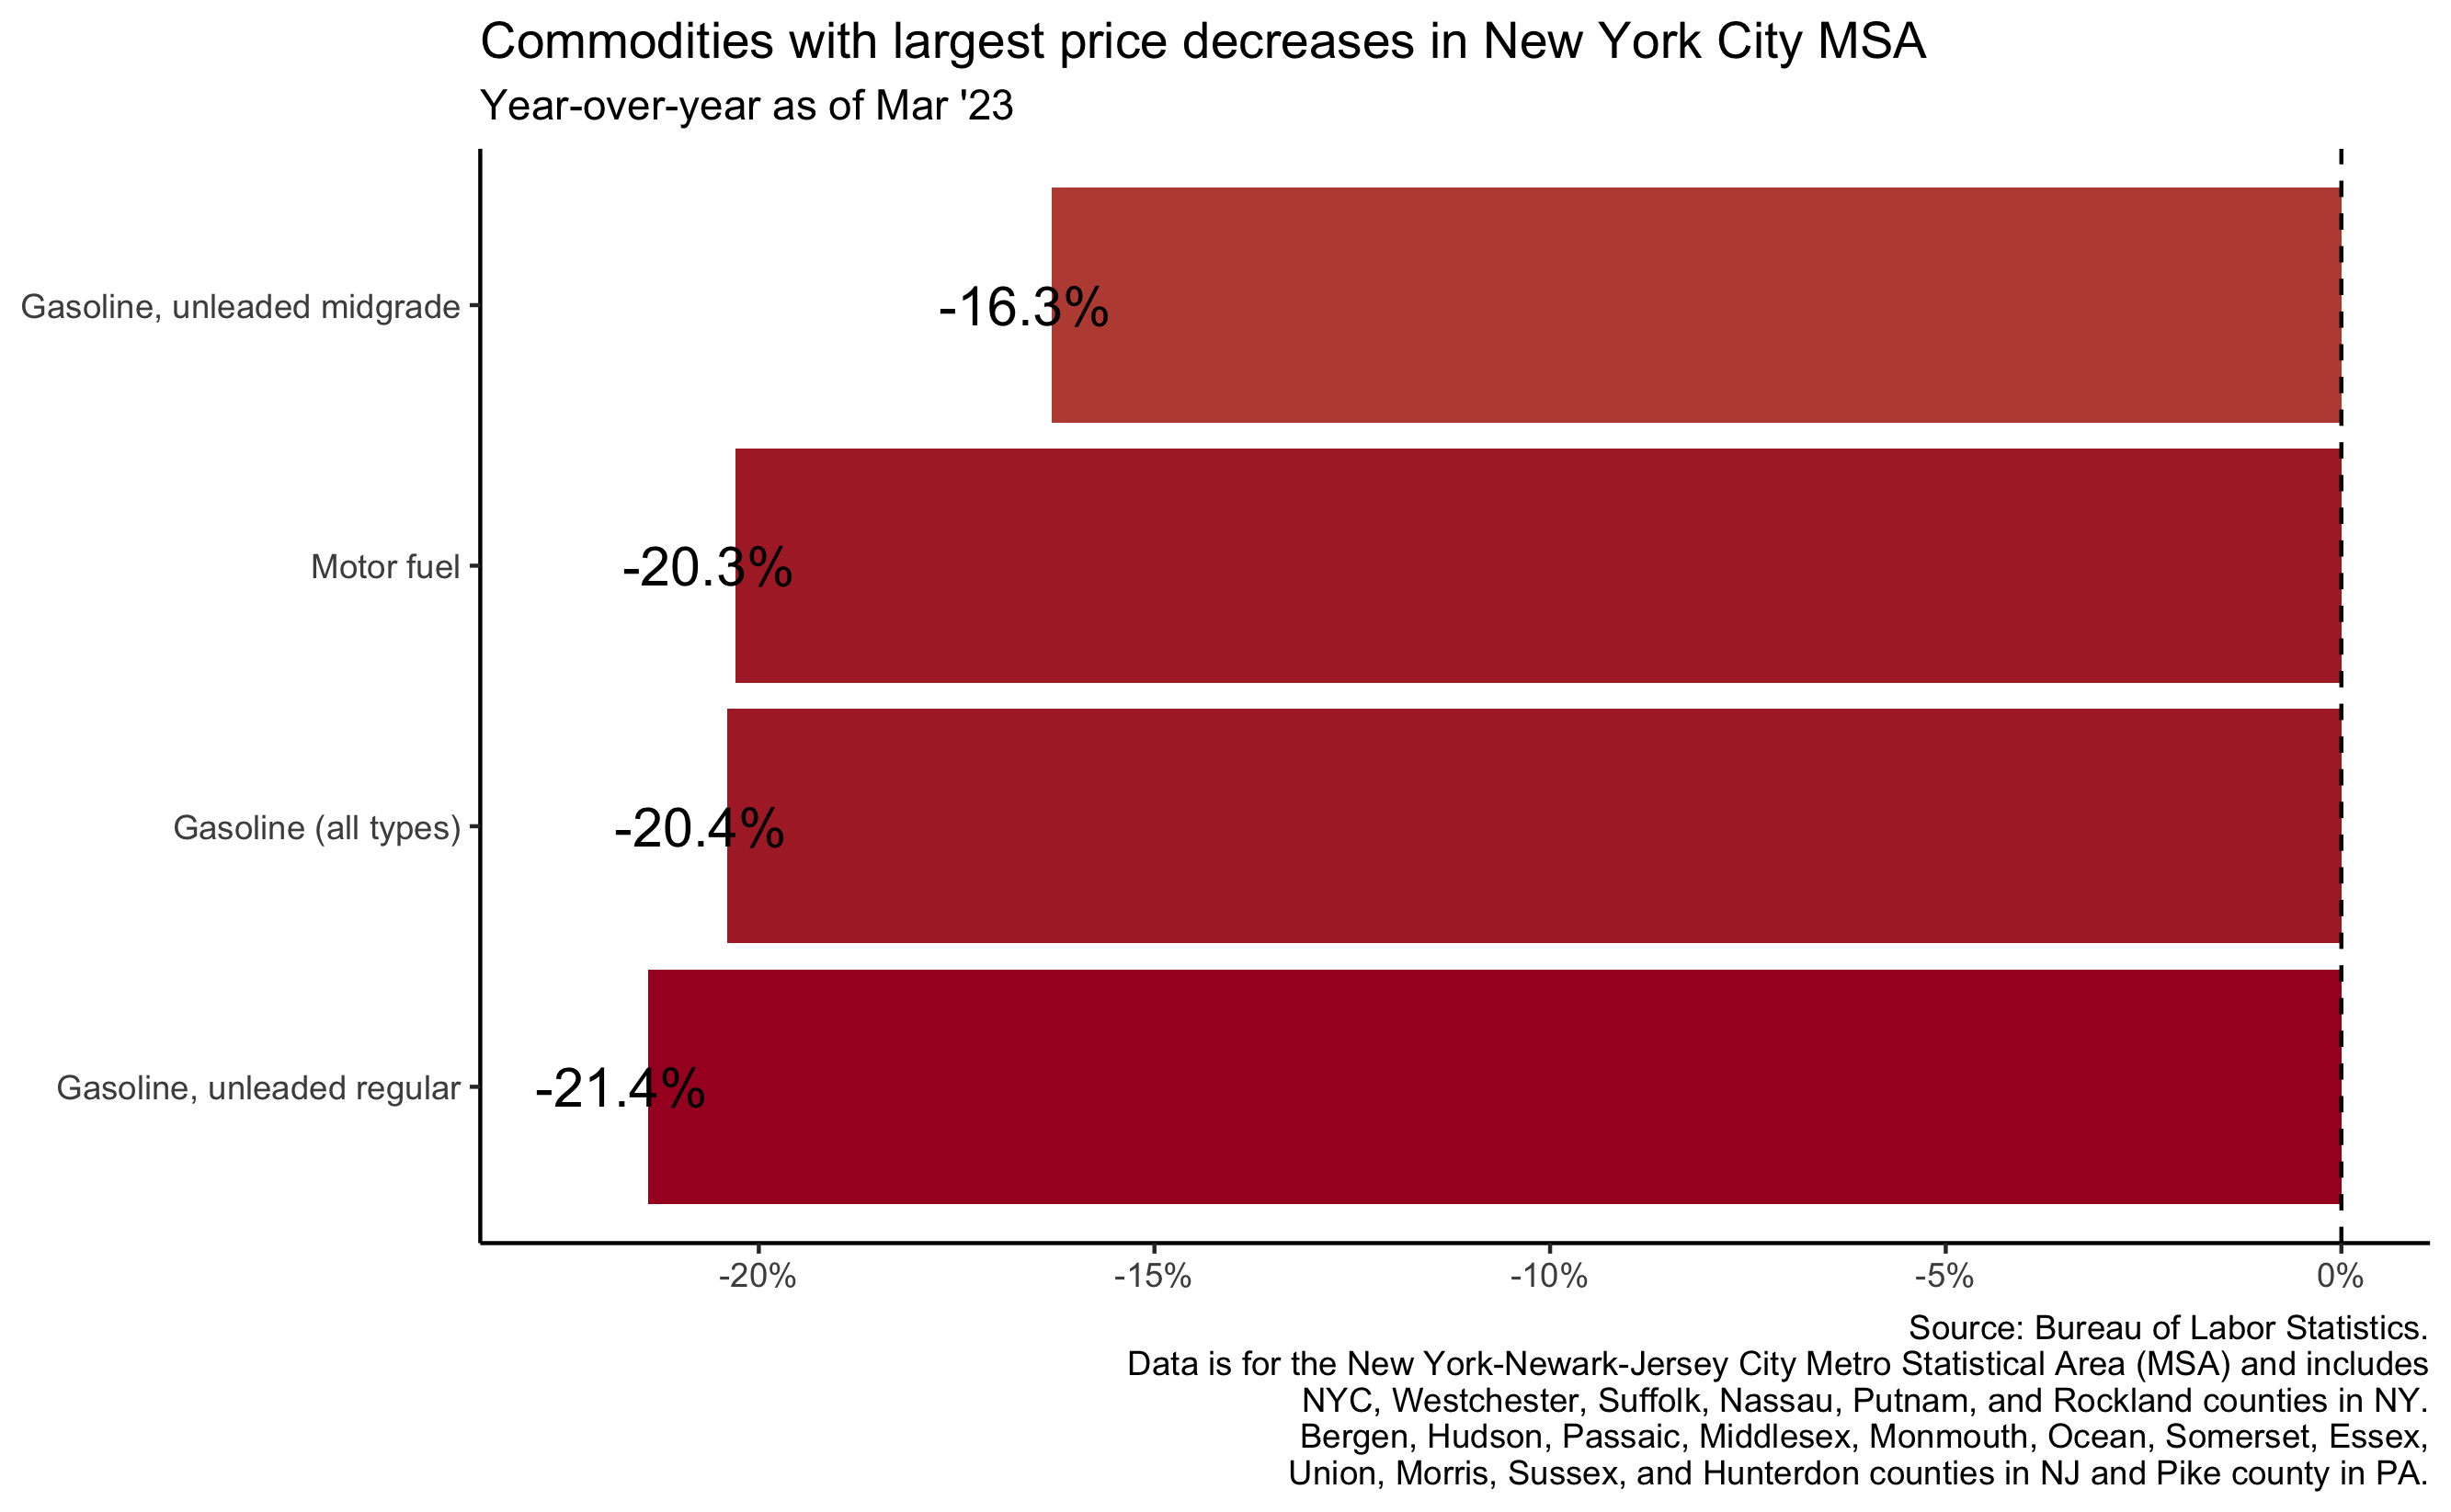 Commodities with largest price decreases in New York City MSA
Year-over-year as of Mar '23
Gasoline, unleaded midgrade
-16.3%
Motor fuel
-20.3%
Gasoline (all types)
-20.4%
Gasoline, unleaded regular
-21.4%
-20% -15% -10% -5% 0%
Source: Bureau of Labor Statistics.
Data is for the New York-Newark-Jersey City Metro Statistical Area (MSA) and includes
NYC, Westchester, Suffolk, Nassau, Putnam, and Rockland counties in NY.
Bergen, Hudson, Passaic, Middlesex, Monmouth, Ocean, Somerset, Essex,
Union, Morris, Sussex, and Hunterdon counties in NJ and Pike county in PA.